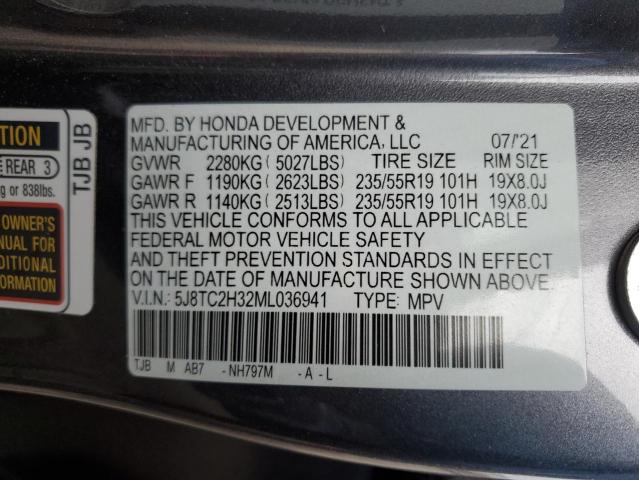 TION
REAR 3
g or 838lbs.
OWNER'S
NUAL FOR
DITIONAL
RMATION
TJB JB
MFD. BY HONDA DEVELOPMENT &
MANUFACTURING OF AMERICA, LLC 07/'21
GVWR 2280KG ( 5027LBS) TIRE SIZE RIM SIZE
GAWR F 1190KG ( 2623LBS) 235/55R19 101H 19X8.0J
GAWR R 1140KG ( 2513LBS) 235/55R19 101H 19X8.0J
THIS VEHICLE CONFORMS TO ALL APPLICABLE
FEDERAL MOTOR VEHICLE SAFETY
AND THEFT PREVENTION STANDARDS IN EFFECT
ON THE DATE OF MANUFACTURE SHOWN ABOVE.
V.I.N.: 5J8TC2H32ML036941 TYPE: MPV
TJB M AB7 -NH797M -A-L